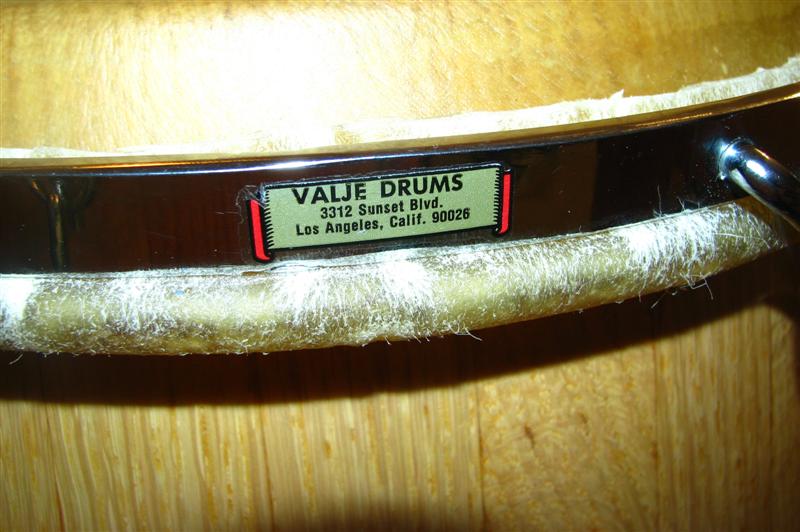 VALJE DRUMS
3312 Sunset Blvd.
Los Angeles, Calif. 90026